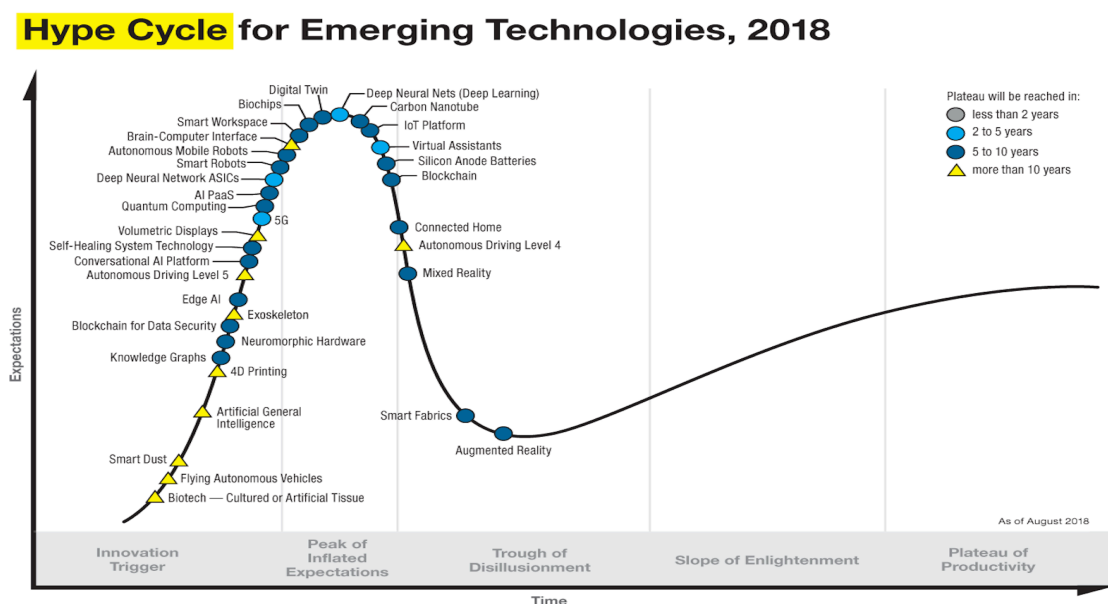 Hype Cycle for Emerging Technologies, 2018
Plateau will be reached in:
less than 2 years
2 to 5 years
5 to 10 years
more than 10 years
Expectations
Digital Twin
Biochips
Smart Workspace
Brain-Computer Interface
Autonomous Mobile Robots
Smart Robots
Deep Neural Network ASICs
AI PaaS
Quantum Computing
5G
Volumetric Displays
Self-Healing System Technology
Conversational AI Platform
Autonomous Driving Level 5
Edge AI
Exoskeleton
Blockchain for Data Security
Neuromorphic Hardware
Knowledge Graphs
4D Printing
Artificial General
Intelligence
Smart Dust
Flying Autonomous Vehicles
Biotech — Cultured or Artificial Tissue
Deep Neural Nets (Deep Learning)
Carbon Nanotube
IoT Platform
Virtual Assistants
Silicon Anode Batteries
Blockchain
Connected Home
Autonomous Driving Level 4
Mixed Reality
Smart Fabrics
Augmented Reality
As of August 2018
Innovation
Trigger
Peak of
Inflated
Expectations
Trough of
Disillusionment
Slope of Enlightenment
Plateau of
Productivity
Time